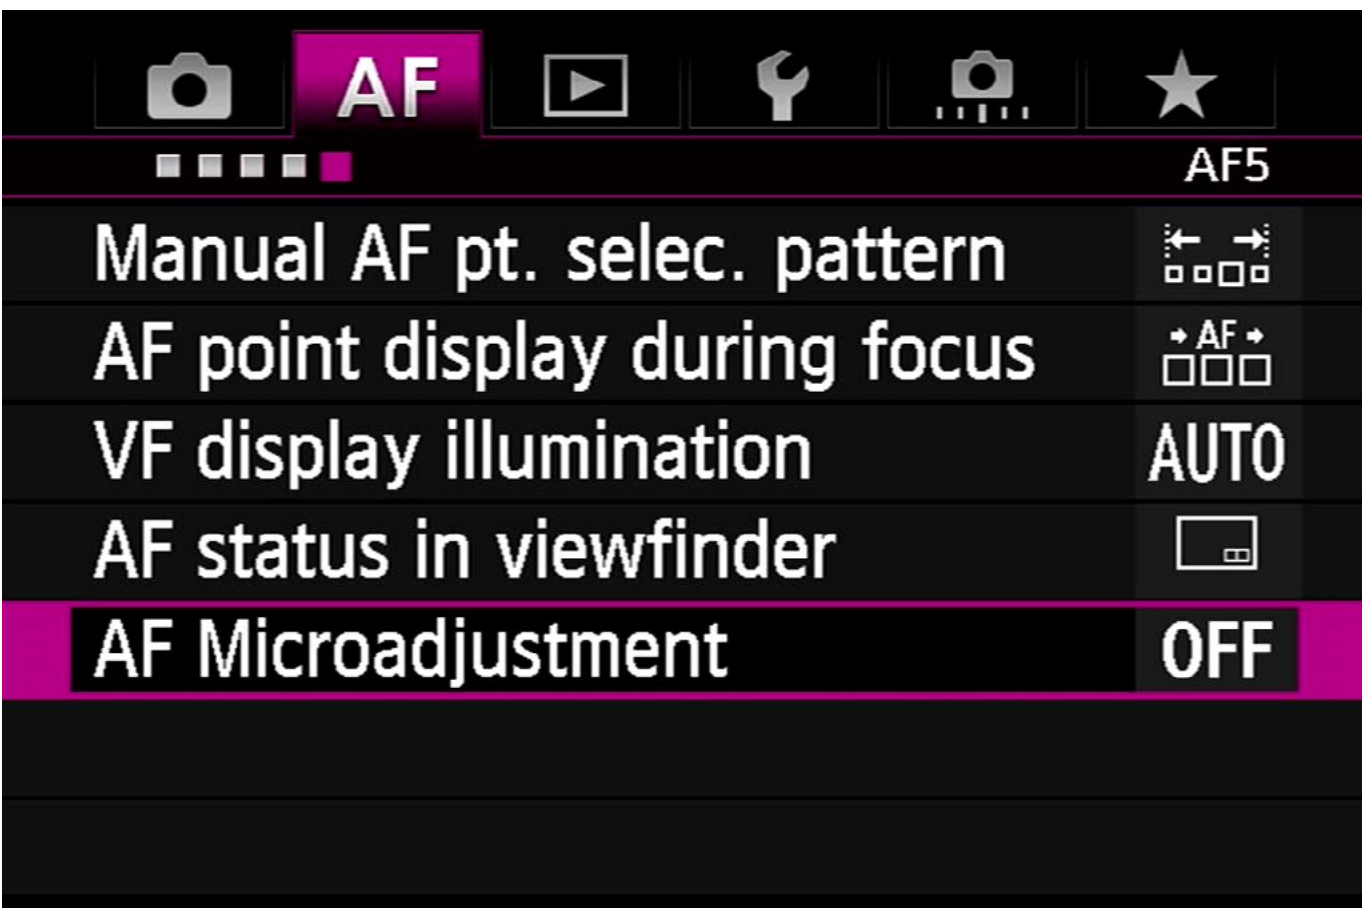 AF
AF5
Manual AF pt. selec. pattern
AF point display during focus
AF
VF display illumination AUTO
AF status in viewfinder
AF Microadjustment OFF